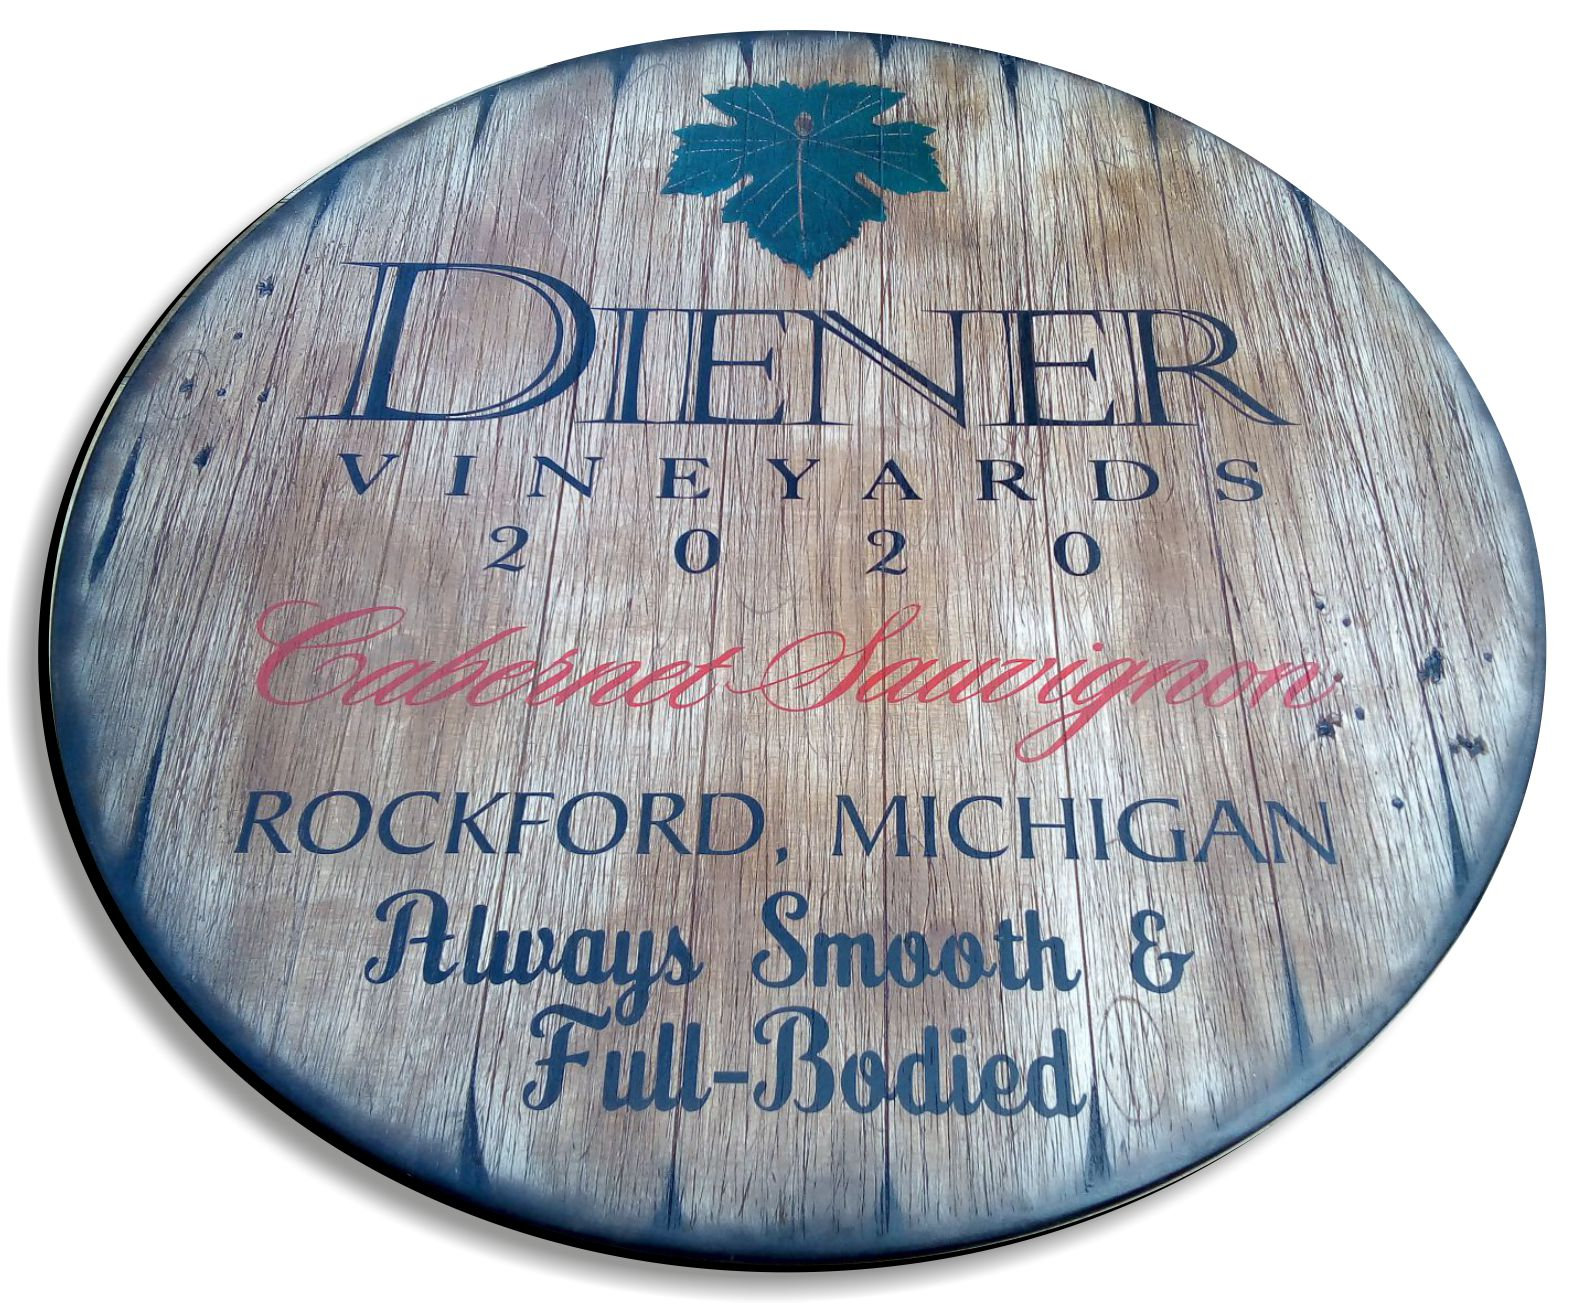 DIENER
VINEYARDS
2020
Cabernet Sauvignon
ROCKFORD, MICHIGAN
Always Smooth &
Full-Bodied